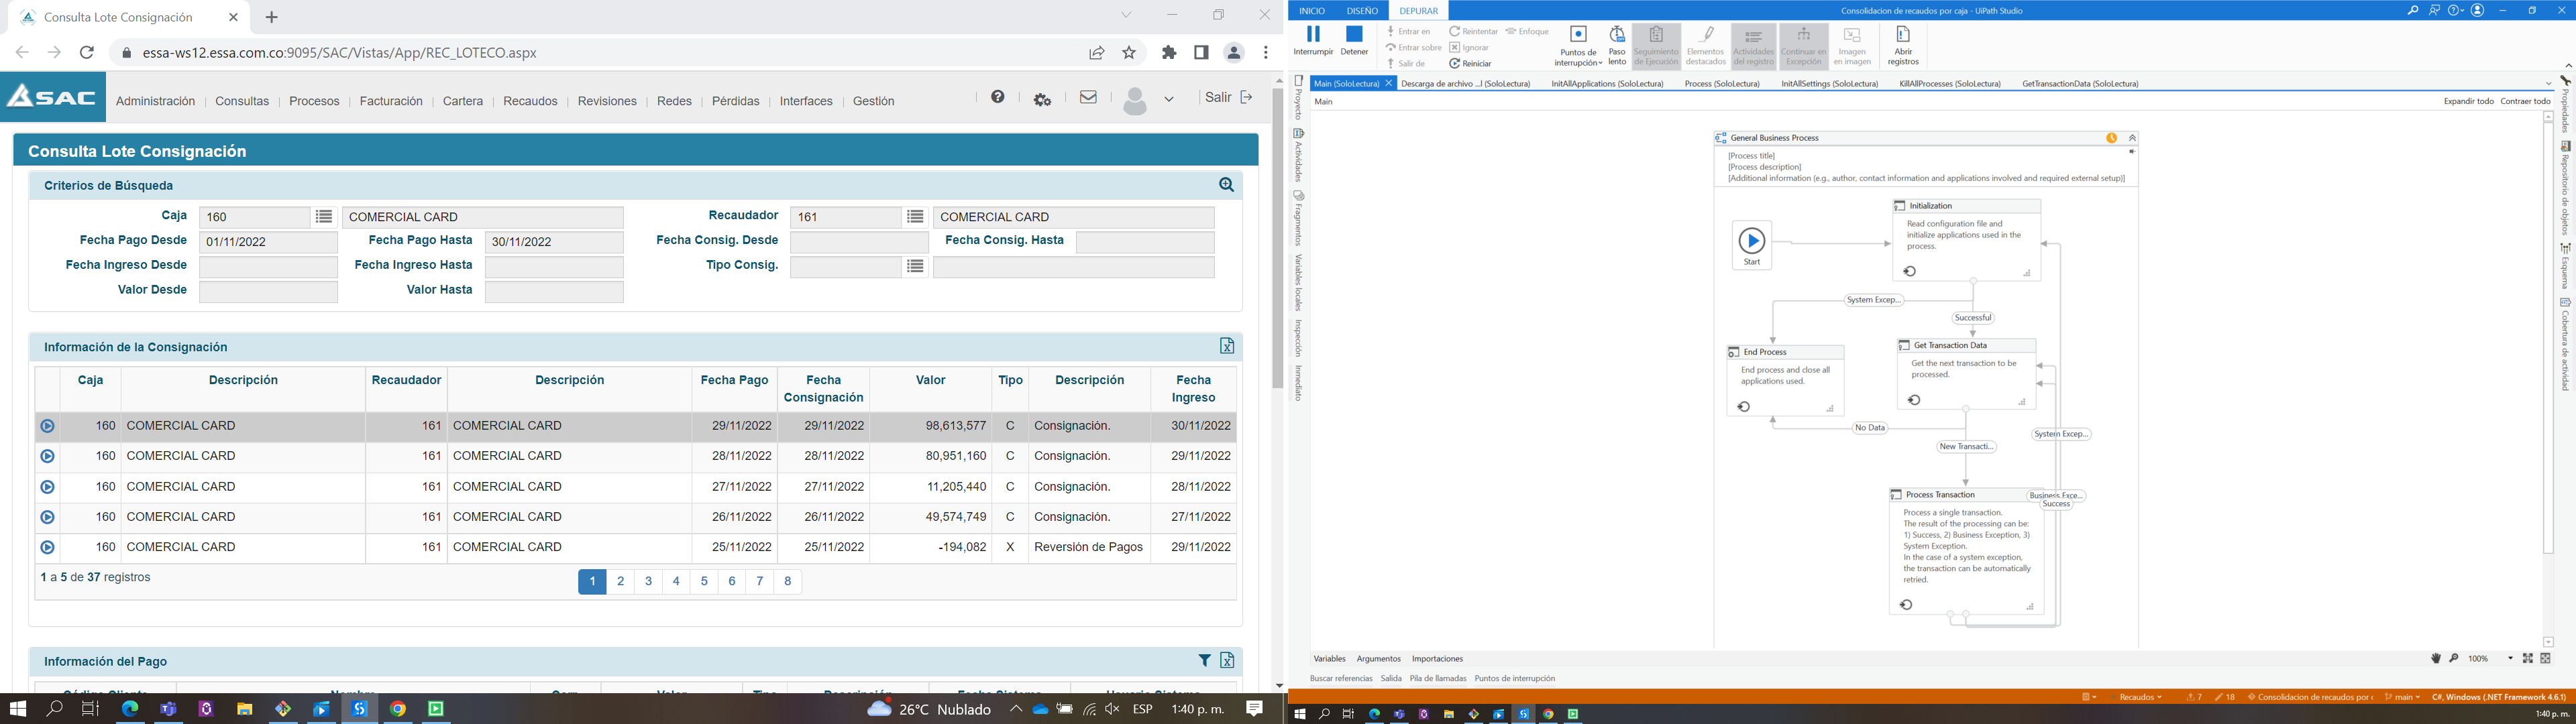 Consulta Lote Consignación
essa-ws12.essa.com.co:9095/SAC/Vistas/App/REC_LOTECO.aspx
SAC
Administración | Consultas | Procesos | Facturación | Cartera | Recaudos | Revisiones | Redes | Pérdidas | Interfaces | Gestión
Salir
Consulta Lote Consignación
Criterios de Búsqueda
Caja 160 COMERCIAL CARD Recaudador 161 COMERCIAL CARD
Fecha Pago Desde 01/11/2022 Fecha Pago Hasta 30/11/2022 Fecha Consig. Desde Fecha Consig. Hasta
Fecha Ingreso Desde Fecha Ingreso Hasta Tipo Consig.
Valor Desde Valor Hasta
Información de la Consignación
Caja Descripción Recaudador Descripción Fecha Pago Fecha Consignación Valor Tipo Descripción Fecha Ingreso
160 COMERCIAL CARD 161 COMERCIAL CARD 29/11/2022 29/11/2022 98,613,577 C Consignación. 30/11/2022
160 COMERCIAL CARD 161 COMERCIAL CARD 28/11/2022 28/11/2022 80,951,160 C Consignación. 29/11/2022
160 COMERCIAL CARD 161 COMERCIAL CARD 27/11/2022 27/11/2022 11,205,440 C Consignación. 28/11/2022
160 COMERCIAL CARD 161 COMERCIAL CARD 26/11/2022 26/11/2022 49,574,749 C Consignación. 27/11/2022
160 COMERCIAL CARD 161 COMERCIAL CARD 25/11/2022 25/11/2022 -194,082 X Reversión de Pagos 29/11/2022
1 a 5 de 37 registros
1 2 3 4 5 6 7 8
Información del Pago
26°C Nublado ESP 1:40 p. m.
INICIO DISEÑO DEPURAR Consolidacion de recaudos por caja - UiPath Studio
Interrumpir
Detener
Entrar en
Entrar sobre
Salir de
Reintentar
Ignorar
Reiniciar
Enfoque
Puntos de interrupción
Paso lento
Seguimiento de Ejecución
Elementos destacados
Actividades del registro
Continuar en Excepción
Imagen en imagen
Abrir registros
Main (SoloLectura) Descarga de archivo ...l (SoloLectura) InitAllApplications (SoloLectura) Process (SoloLectura) InitAllSettings (SoloLectura) KillAllProcesses (SoloLectura) GetTransactionData (SoloLectura)
Main Expandir todo Contraer todo
Proyecto
Actividades
Fragmentos
Variables locales
Inspección
Inmediato
Propiedades
Repositorio de objetos
Esquema
Cobertura de actividad
General Business Process
[Process title]
[Process description]
[Additional information (e.g., author, contact information and applications involved and required external setup)]
Start
Initialization
Read configuration file and
initialize applications used in the
process.
System Excep...
Successful
End Process
End process and close all
applications used.
Get Transaction Data
Get the next transaction to be
processed.
No Data
New Transacti...
System Excep...
Process Transaction
Business Exce...
Success
Process a single transaction.
The result of the processing can be:
1) Success, 2) Business Exception, 3)
System Exception.
In the case of a system exception,
the transaction can be automatically
retried.
Variables Argumentos Importaciones 100%
Buscar referencias Salida Pila de llamadas Puntos de interrupción
Recaudos 7 18 Consolidacion de recaudos por c main C#, Windows (.NET Framework 4.6.1)
1:40 p. m.